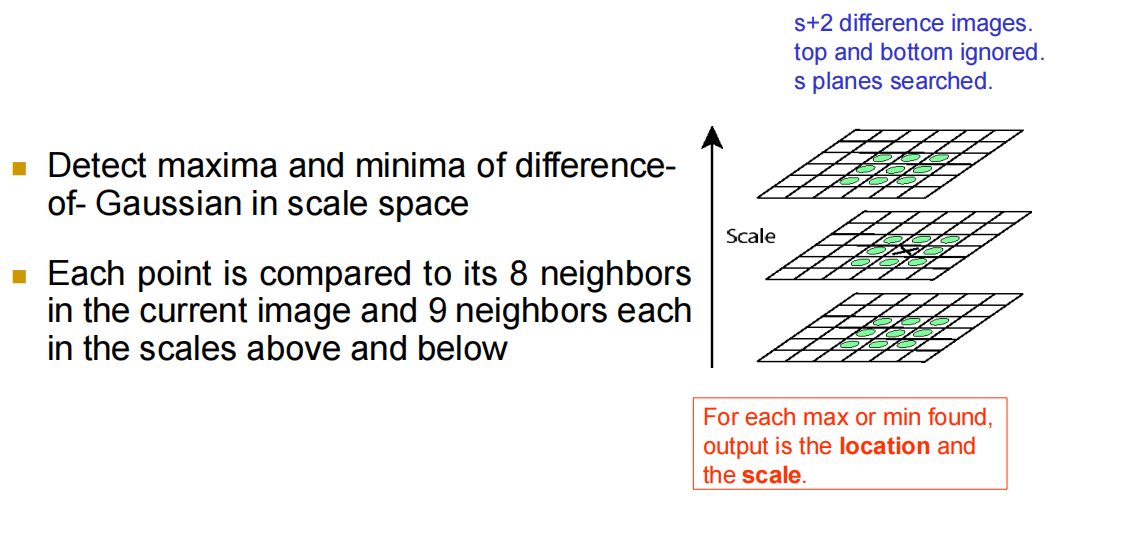 s+2 difference images.
top and bottom ignored.
s planes searched.
Detect maxima and minima of difference-
of- Gaussian in scale space
Each point is compared to its 8 neighbors
in the current image and 9 neighbors each
in the scales above and below
Scale
For each max or min found,
output is the location and
the scale.